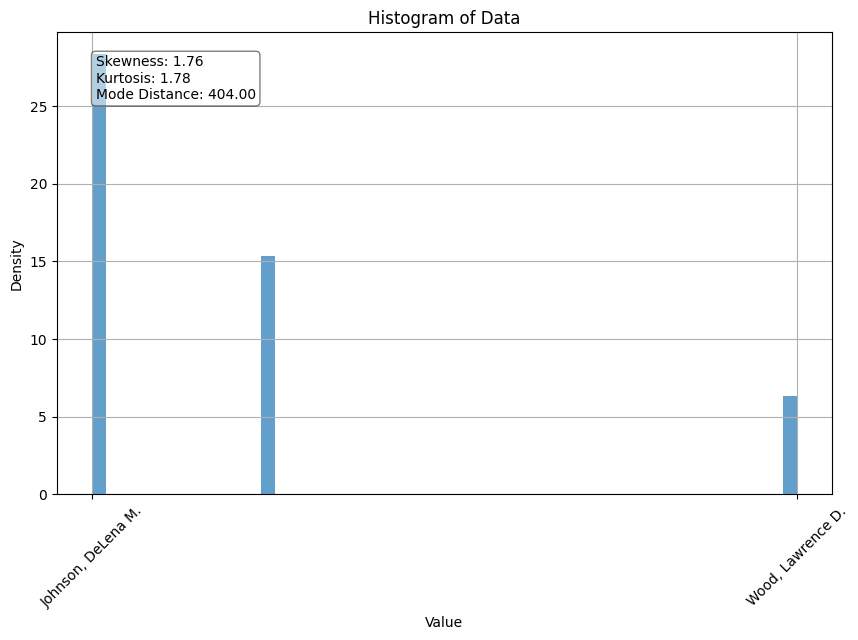 Histogram of Data
Skewness: 1.76
Kurtosis: 1.78
Mode Distance: 404.00
25
20
15
10
5
0
Density
Johnson, DeLena M.
Wood, Lawrence D.
Value